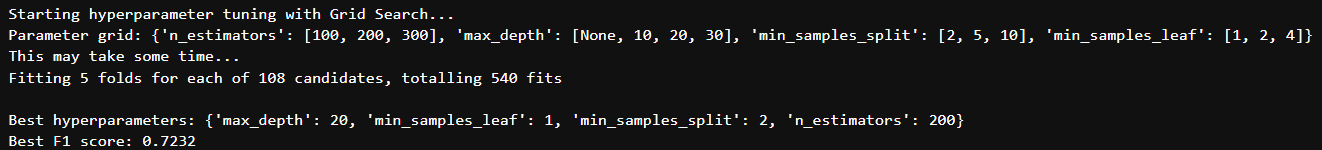 Starting hyperparameter tuning with Grid Search...
Parameter grid: {'n_estimators': [100, 200, 300], 'max_depth': [None, 10, 20, 30], 'min_samples_split': [2, 5, 10], 'min_samples_leaf': [1, 2, 4]}
This may take some time...
Fitting 5 folds for each of 108 candidates, totalling 540 fits
Best hyperparameters: {'max_depth': 20, 'min_samples_leaf': 1, 'min_samples_split': 2, 'n_estimators': 200}
Best F1 score: 0.7232